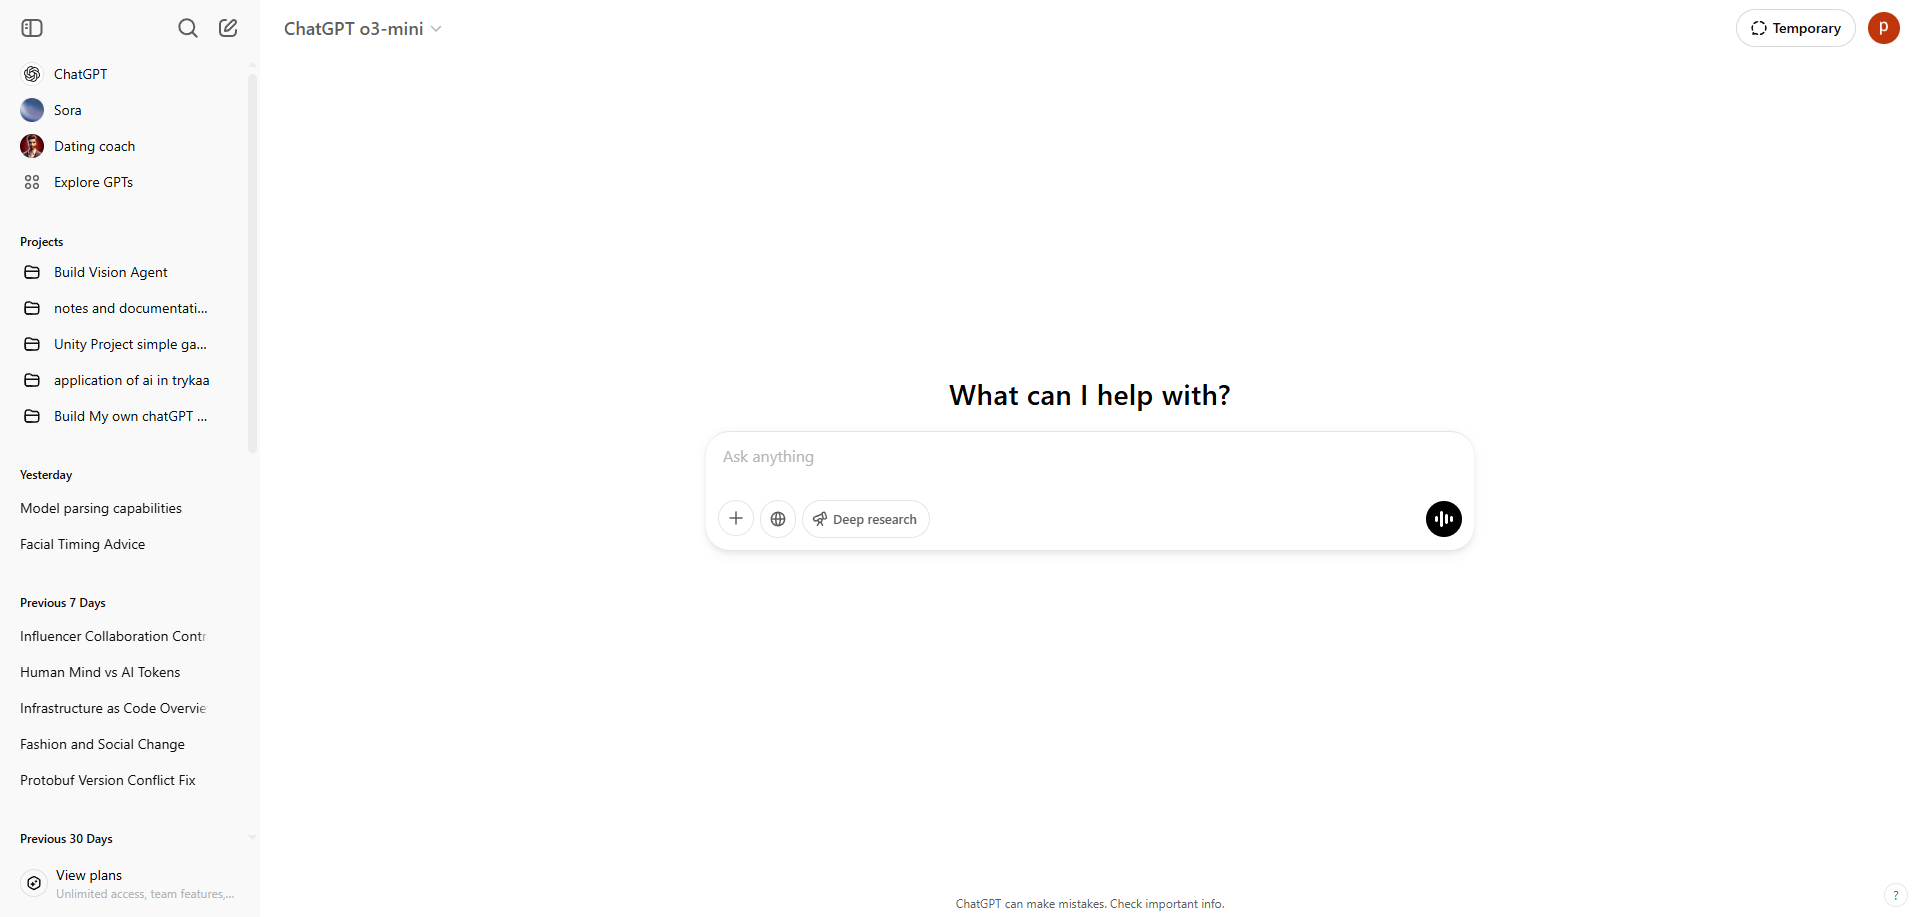 ChatGPT o3-mini
Temporary
p
ChatGPT
Sora
Dating coach
Explore GPTs
Projects
Build Vision Agent
notes and documentati...
Unity Project simple ga...
application of ai in trykaa
Build My own chatGPT ...
Yesterday
Model parsing capabilities
Facial Timing Advice
Previous 7 Days
Influencer Collaboration Contr
Human Mind vs AI Tokens
Infrastructure as Code Overvie
Fashion and Social Change
Protobuf Version Conflict Fix
Previous 30 Days
View plans
Unlimited access, team features,...
What can I help with?
Ask anything
Deep research
ChatGPT can make mistakes. Check important info.
?